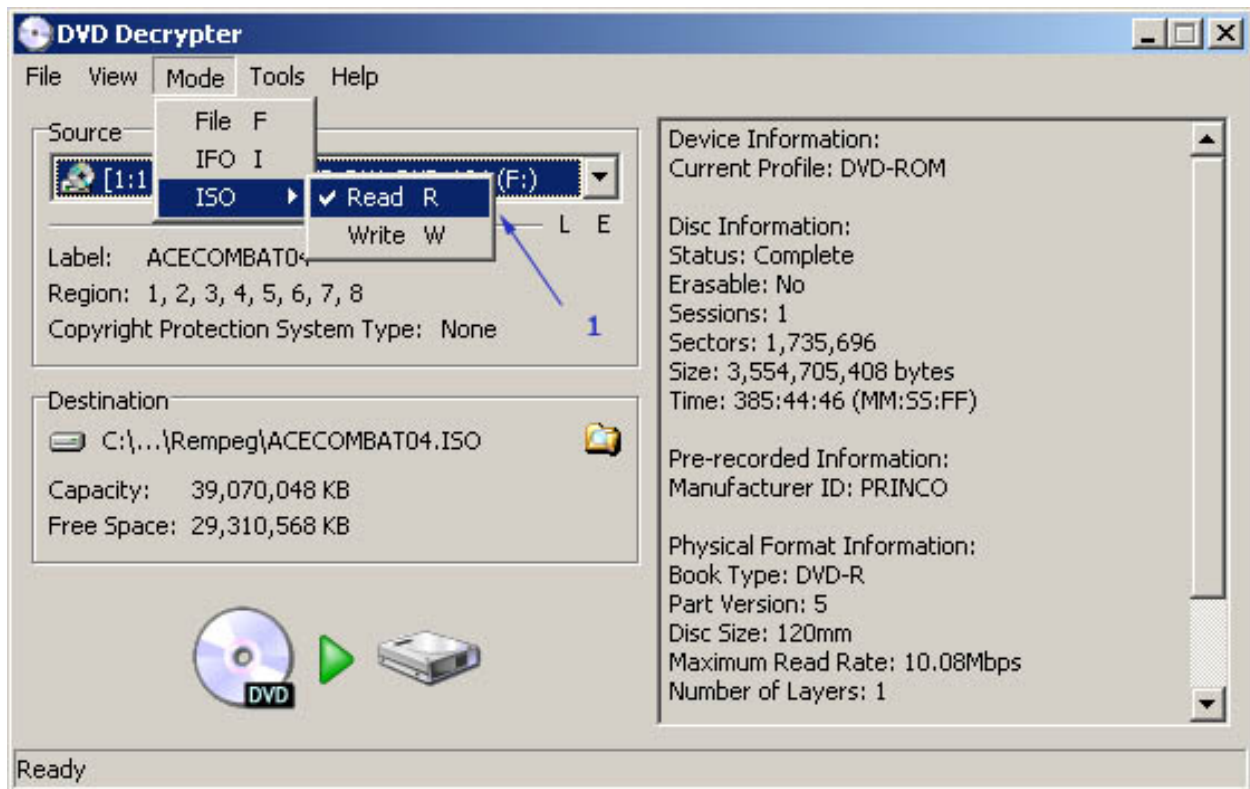 DVD Decrypter
File View Mode Tools Help
File F
IFO I
ISO
Read R
Write W
Source
[1:1
(F:)
L E
Label: ACECOMBAT04
Region: 1, 2, 3, 4, 5, 6, 7, 8
Copyright Protection System Type: None
1
Destination
C:\...\Rempeg\ACECOMBAT04.ISO
Capacity: 39,070,048 KB
Free Space: 29,310,568 KB
DVD
Device Information:
Current Profile: DVD-ROM
Disc Information:
Status: Complete
Erasable: No
Sessions: 1
Sectors: 1,735,696
Size: 3,554,705,408 bytes
Time: 385:44:46 (MM:SS:FF)
Pre-recorded Information:
Manufacturer ID: PRINCO
Physical Format Information:
Book Type: DVD-R
Part Version: 5
Disc Size: 120mm
Maximum Read Rate: 10.08Mbps
Number of Layers: 1
Ready